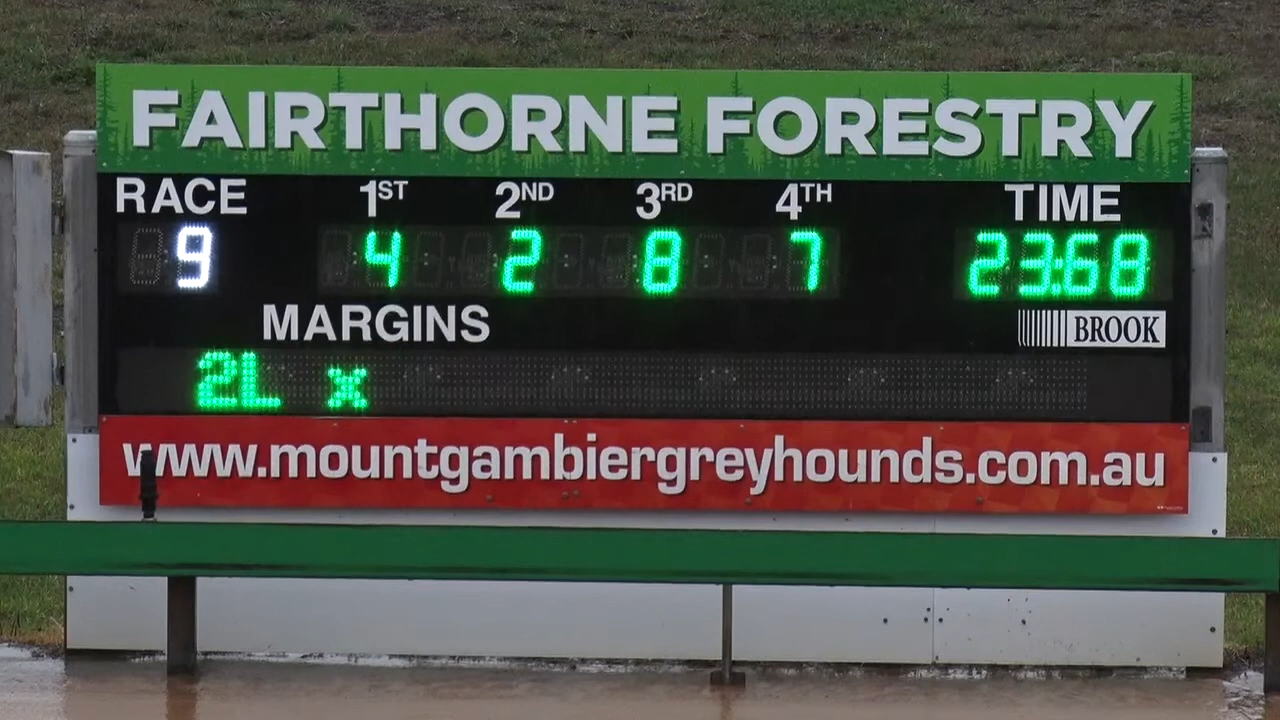 FAIRTHORNE FORESTRY
RACE 1ST 2ND 3RD 4TH TIME
9 4 2 8 7 23:68
MARGINS
BROOK
2L x
www.mountgambiergreyhounds.com.au